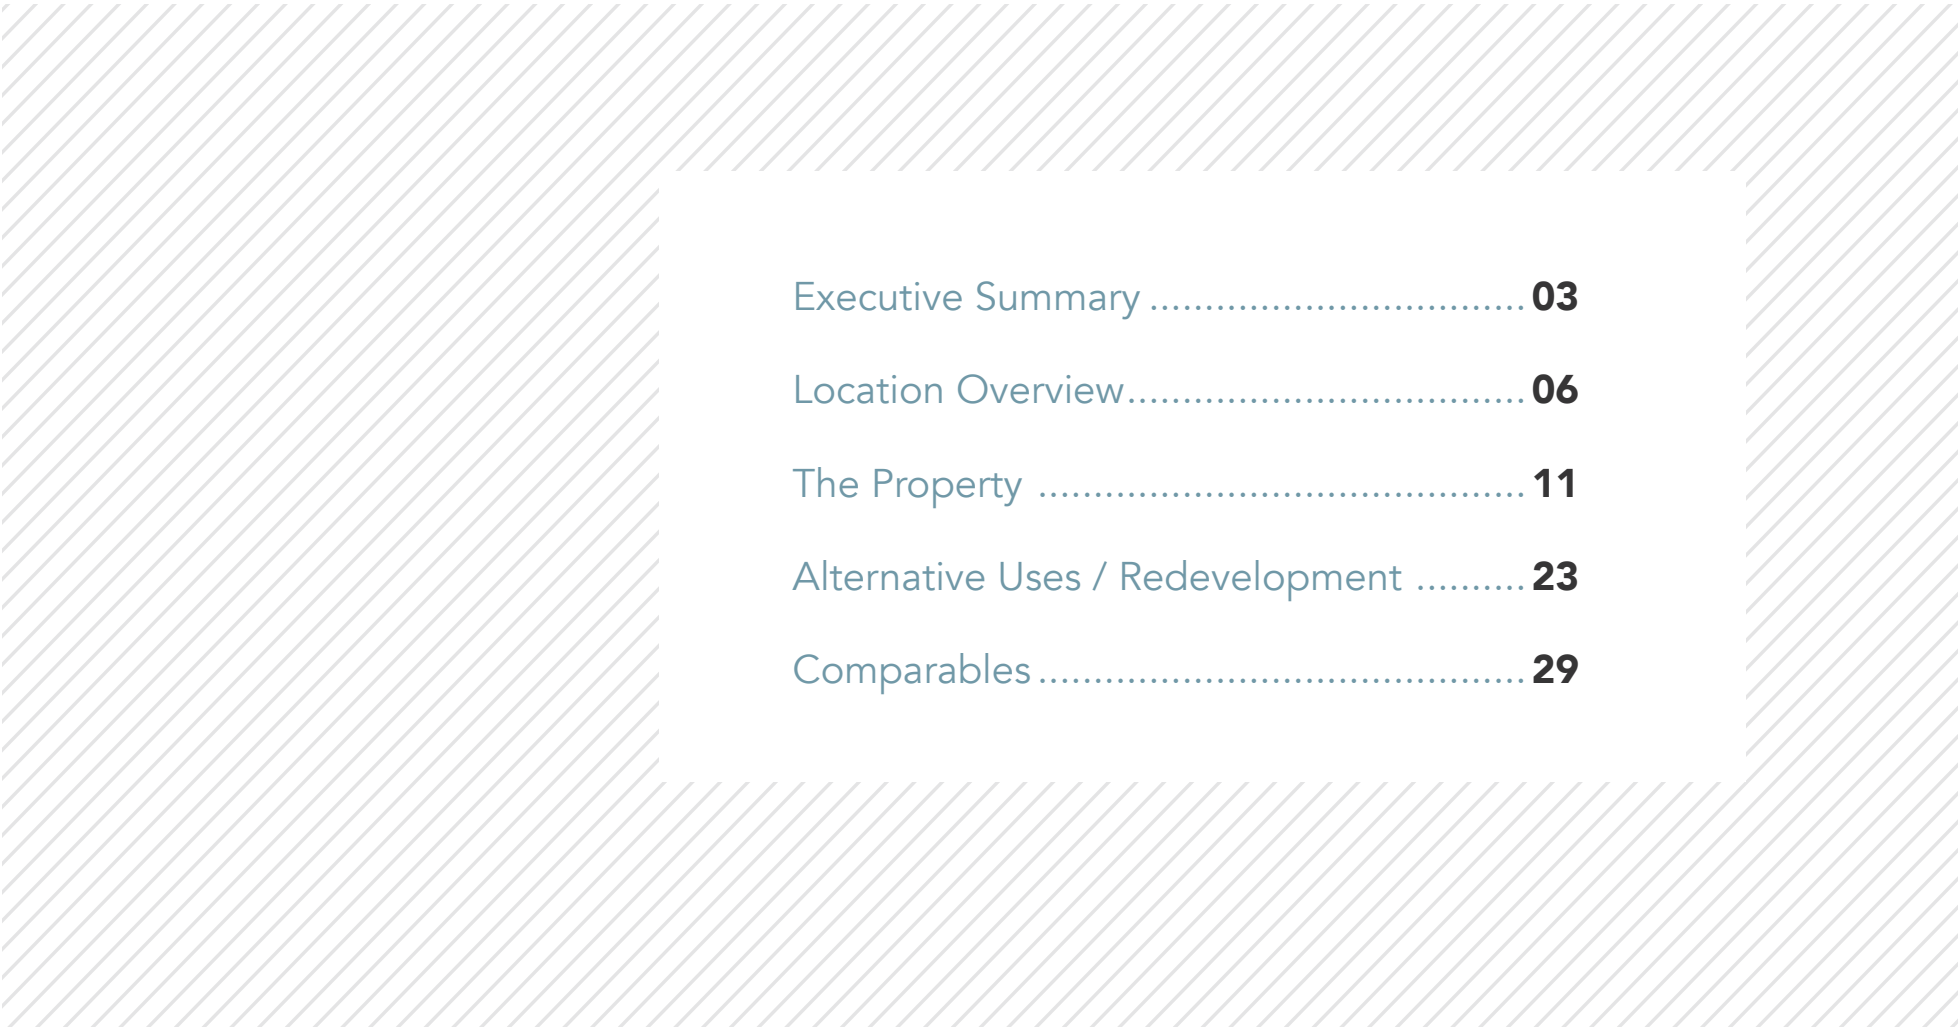 Executive Summary .................................. 03
Location Overview.................................... 06
The Property ............................................ 11
Alternative Uses / Redevelopment .......... 23
Comparables ............................................ 29